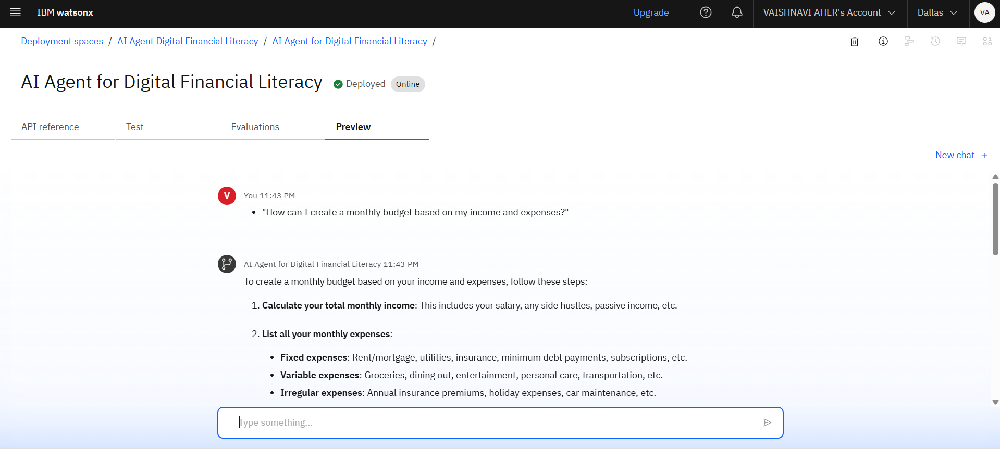 IBM watsonx
Upgrade
VAISHNAVI AHER's Account
Dallas
VA
Deployment spaces / AI Agent Digital Financial Literacy / AI Agent for Digital Financial Literacy /
AI Agent for Digital Financial Literacy
Deployed
Online
API reference
Test
Evaluations
Preview
New chat +
V
You 11:43 PM
• "How can I create a monthly budget based on my income and expenses?"
AI Agent for Digital Financial Literacy 11:43 PM
To create a monthly budget based on your income and expenses, follow these steps:
1. Calculate your total monthly income: This includes your salary, any side hustles, passive income, etc.
2. List all your monthly expenses:
• Fixed expenses: Rent/mortgage, utilities, insurance, minimum debt payments, subscriptions, etc.
• Variable expenses: Groceries, dining out, entertainment, personal care, transportation, etc.
• Irregular expenses: Annual insurance premiums, holiday expenses, car maintenance, etc.
Type something...